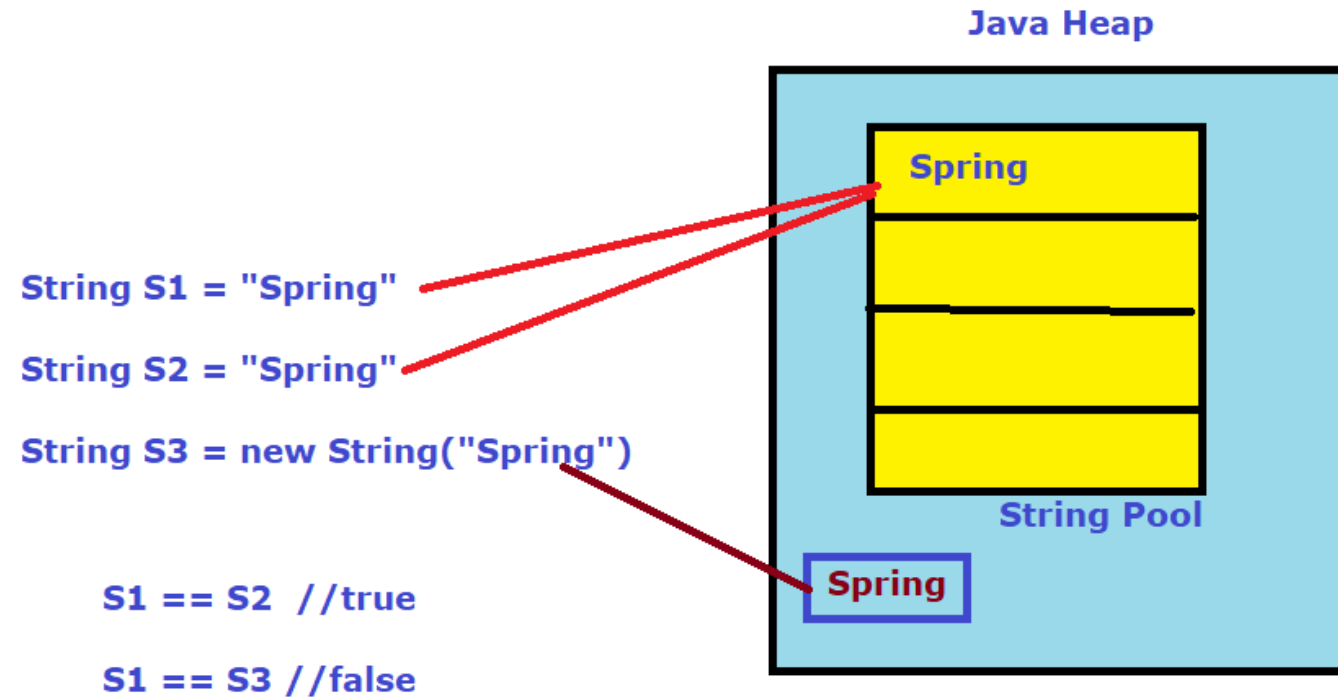 Java Heap
Spring
String S1 = "Spring"
String S2 = "Spring"
String S3 = new String("Spring")
String Pool
Spring
S1 == S2  //true
S1 == S3 //false